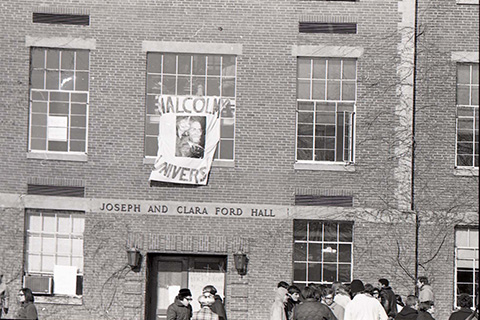 MALCOLM
UNIVERS
JOSEPH AND CLARA FORD HALL